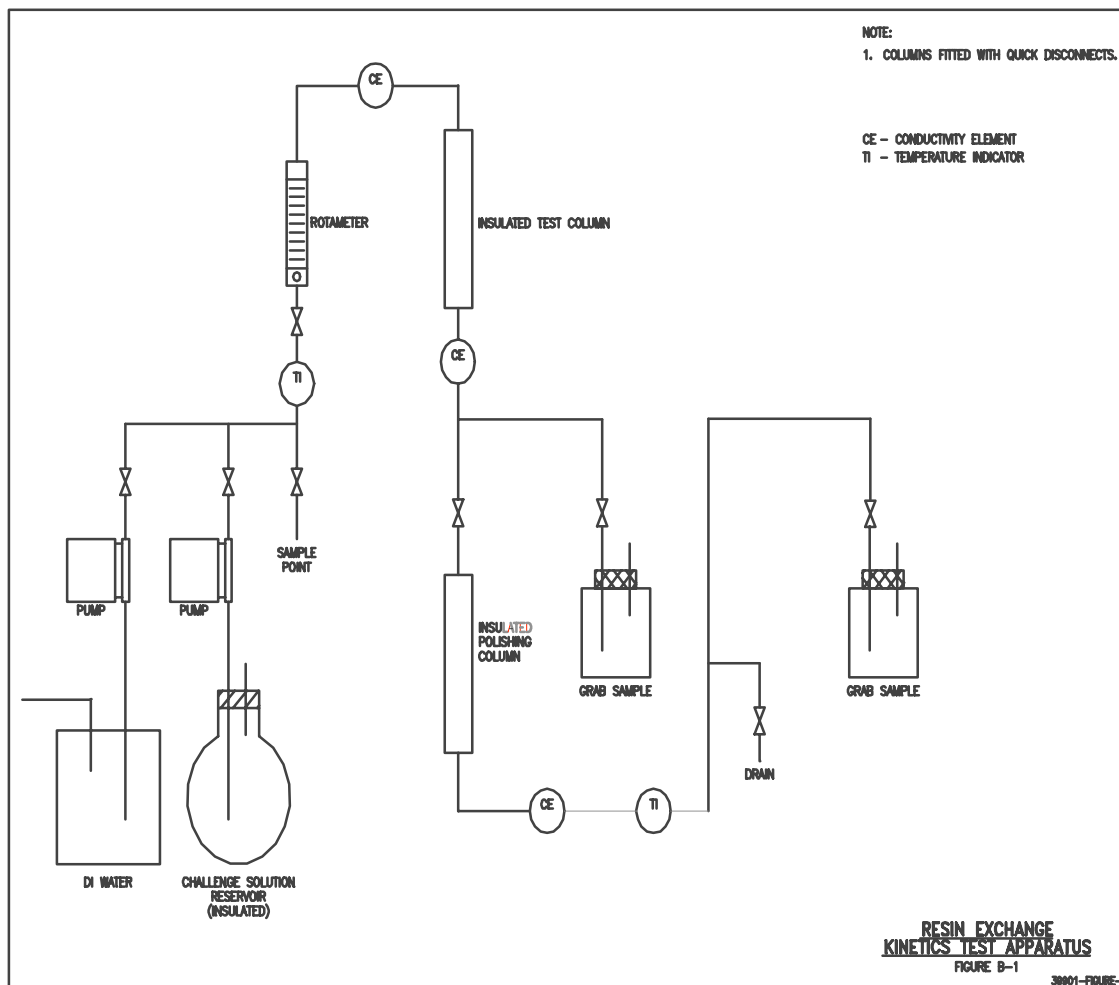 NOTE:
1. COLUMNS FITTED WITH QUICK DISCONNECTS.
CE - CONDUCTIVITY ELEMENT
TI - TEMPERATURE INDICATOR
CE
ROTAMETER
INSULATED TEST COLUMN
O
CE
TI
SAMPLE
POINT
PUMP
PUMP
INSULATED
POLISHING
COLUMN
GRAB SAMPLE
GRAB SAMPLE
DRAIN
CE
TI
DI WATER
CHALLENGE SOLUTION
RESERVOIR
(INSULATED)
RESIN EXCHANGE
KINETICS TEST APPARATUS
FIGURE B-1
39901-FIGURE-